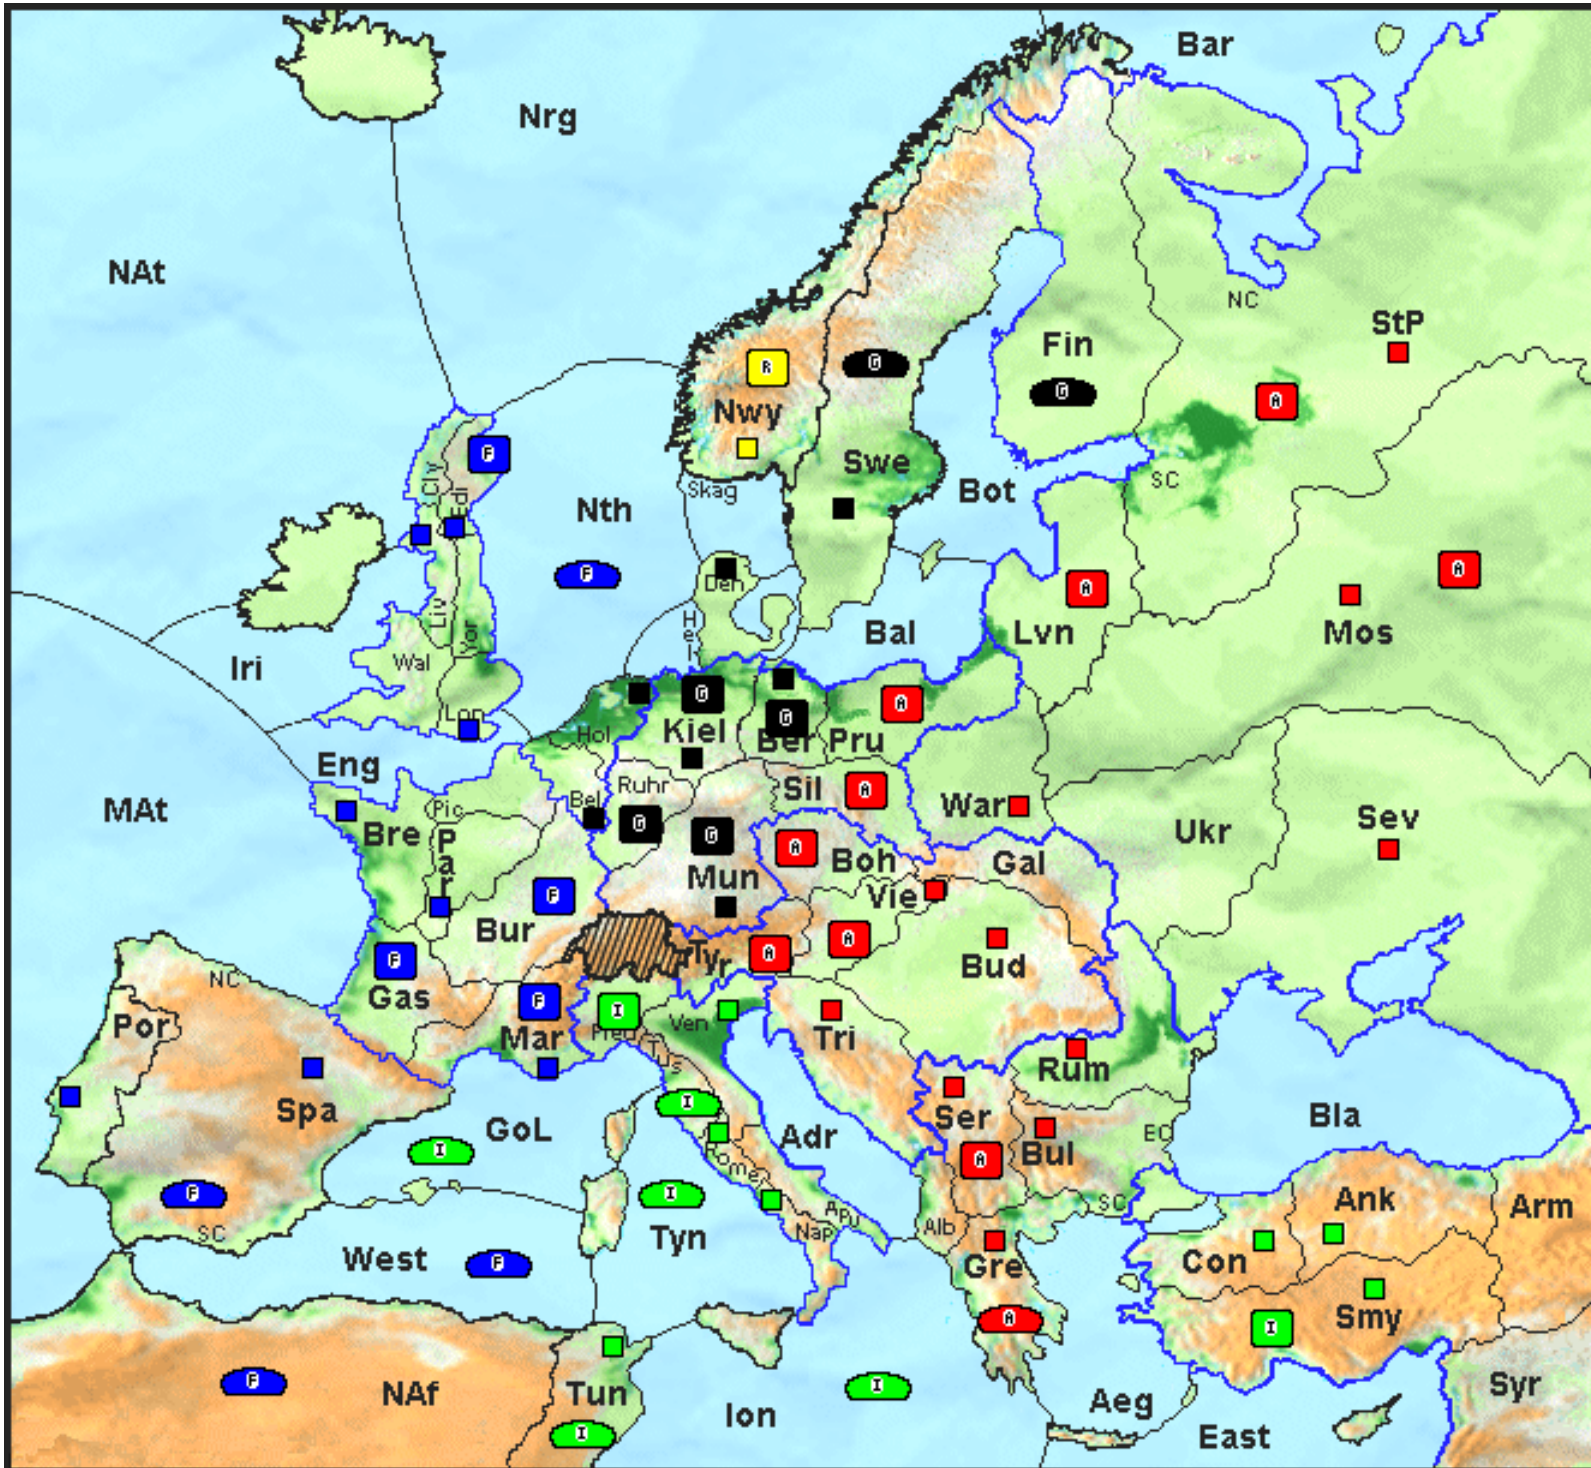 Bar
Nrg
NAt
NC
StP
Fin
R
G
G
A
Nwy
F
Cly
Edi
Swe
SC
Skag
Bot
Nth
F
Den
A
A
Hel
Liv
Yor
Bal
Lvn
Mos
Iri
Wal
Lon
G
G
A
Hol
Kiel
Ber
Pru
Eng
Ruhr
Sil
A
War
MAt
Pic
Bel
Bre
Par
G
G
A
Boh
Gal
Ukr
Sev
Mun
Vie
F
Bur
A
A
Tyr
Bud
F
Gas
NC
Por
F
Mar
I
Pied
Ven
Tus
Tri
Rum
Spa
GoL
I
I
Adr
Ser
Bul
Bla
EC
A
Rome
F
SC
I
Tyn
Nap
Apu
Alb
SC
Ank
Arm
West
F
Gre
Con
A
I
Smy
F
NAf
Tun
I
Ion
I
Aeg
East
Syr